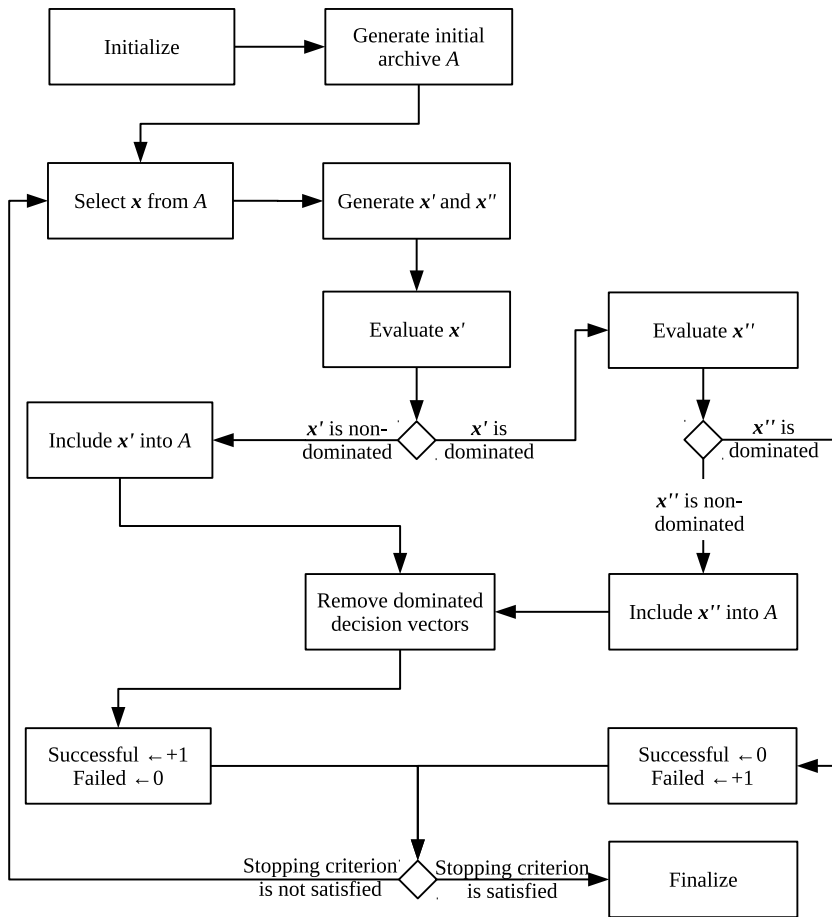 Initialize
Generate initial
archive A
Select x from A
Generate x' and x''
Evaluate x'
Evaluate x''
Include x' into A
x' is non-
dominated
x' is
dominated
x'' is
dominated
x'' is non-
dominated
Remove dominated
decision vectors
Include x'' into A
Successful ←+1
Failed ←0
Successful ←0
Failed ←+1
Stopping criterion
is not satisfied
Stopping criterion
is satisfied
Finalize